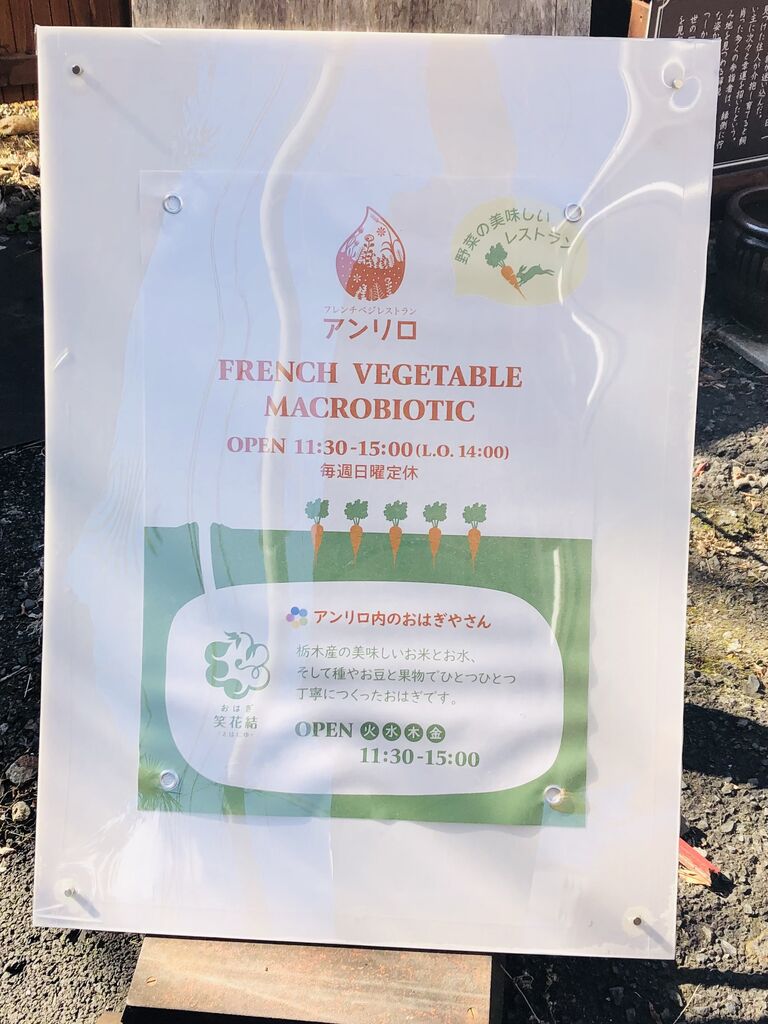 野菜の美味しい
レストラン
フレンチベジレストラン
アンリロ
FRENCH VEGETABLE
MACROBIOTIC
OPEN 11:30-15:00(L.O. 14:00)
毎週日曜定休
アンリロ内のおはぎやさん
栃木産の美味しいお米とお水、
そして種やお豆と果物でひとつひとつ
丁寧につくったおはぎです。
おはぎ
笑花結
OPEN 火水木金
11:30-15:00